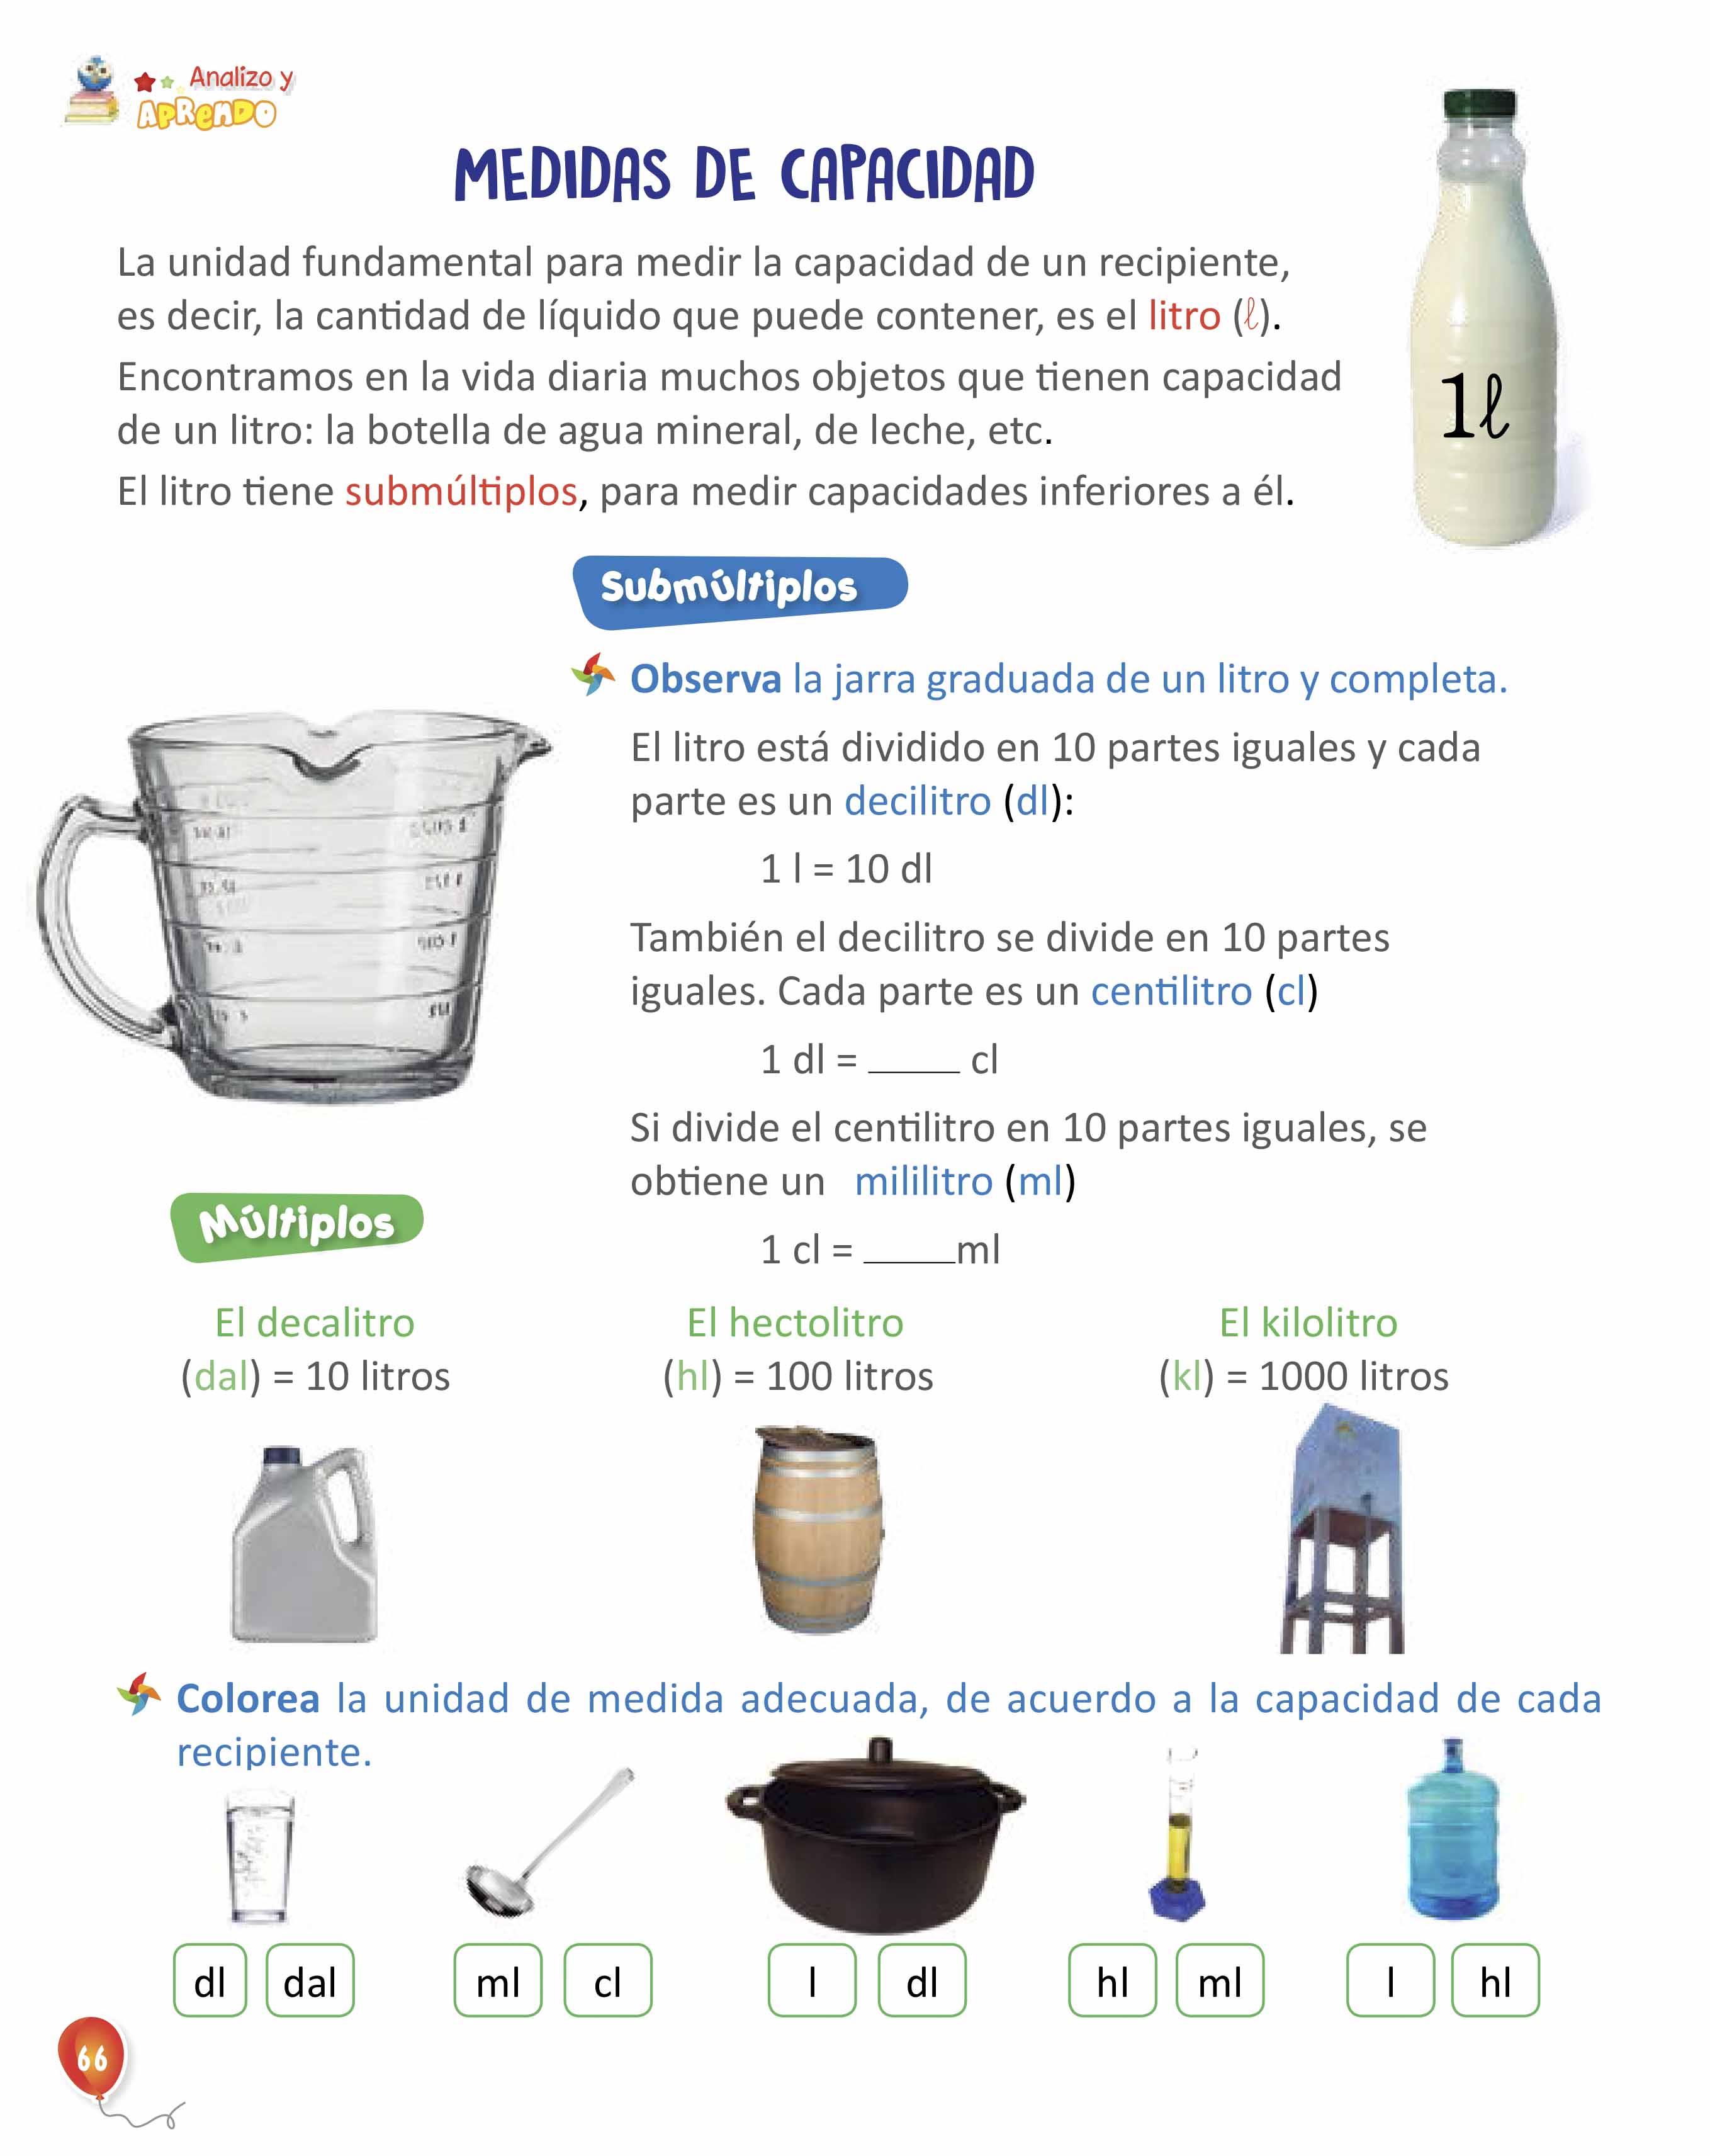 Analizo y
APRENDO
MEDIDAS DE CAPACIDAD
La unidad fundamental para medir la capacidad de un recipiente,
es decir, la cantidad de líquido que puede contener, es el litro (ℓ).
Encontramos en la vida diaria muchos objetos que tienen capacidad
de un litro: la botella de agua mineral, de leche, etc.
El litro tiene submúltiplos, para medir capacidades inferiores a él.
1ℓ
Submúltiplos
Observa la jarra graduada de un litro y completa.
El litro está dividido en 10 partes iguales y cada
parte es un decilitro (dl):
1 l = 10 dl
También el decilitro se divide en 10 partes
iguales. Cada parte es un centilitro (cl)
1 dl = _____ cl
Si divide el centilitro en 10 partes iguales, se
obtiene un mililitro (ml)
1 cl = _____ml
Múltiplos
El decalitro
(dal) = 10 litros
El hectolitro
(hl) = 100 litros
El kilolitro
(kl) = 1000 litros
Colorea la unidad de medida adecuada, de acuerdo a la capacidad de cada
recipiente.
dl dal ml cl l dl hl ml l hl
66